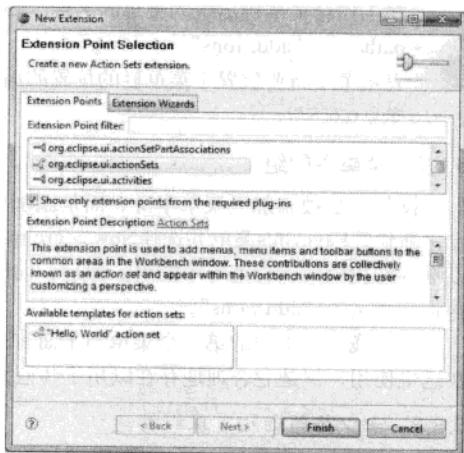 New Extension
Extension Point Selection
Create a new Action Sets extension.
Extension Points
Extension Wizards
Extension Point filter:
org.eclipse.ui.actionSetPartAssociations
org.eclipse.ui.actionSets
org.eclipse.ui.activities
Show only extension points from the required plug-ins
Extension Point Description: Action Sets
This extension point is used to add menus, menu items and toolbar buttons to the
common areas in the Workbench window. These contributions are collectively
known as an action set and appear within the Workbench window by the user
customizing a perspective.
Available templates for action sets:
"Hello, World" action set
?
< Back
Next >
Finish
Cancel